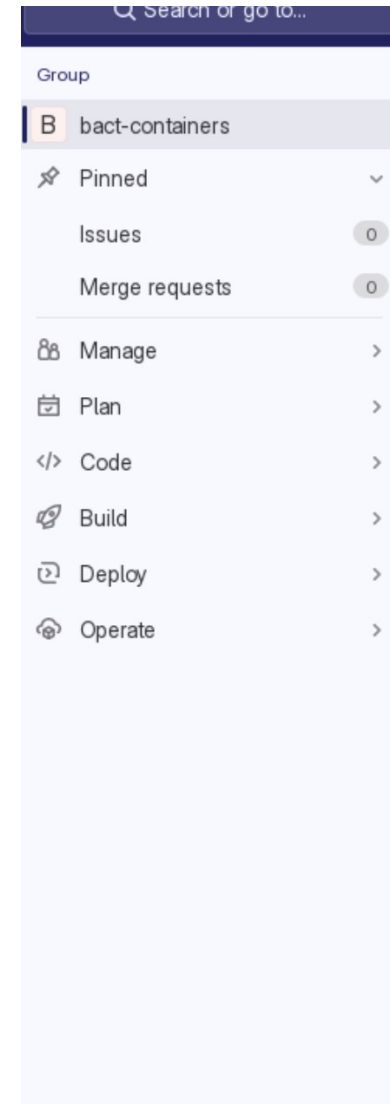 Search or go to...
Group
B bact-containers
Pinned
Issues 0
Merge requests 0
Manage
Plan
Code
Build
Deploy
Operate